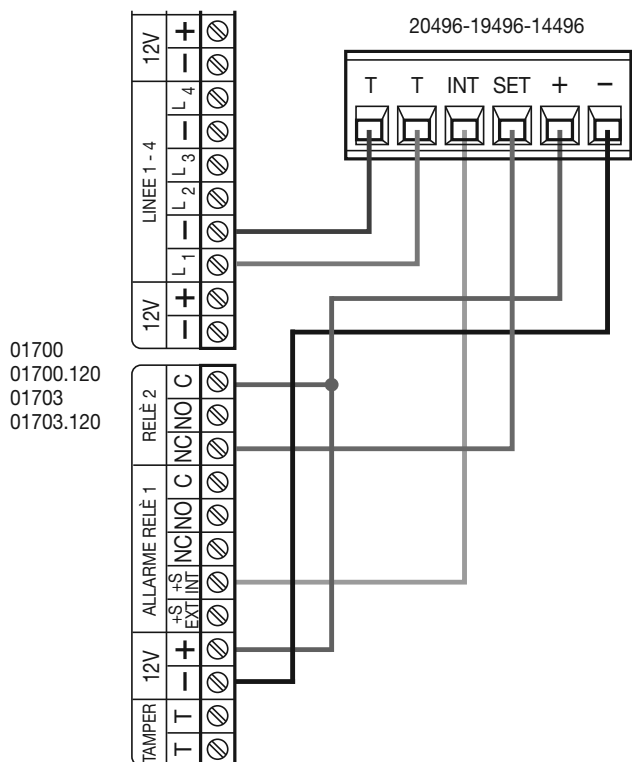 20496-19496-14496
T T INT SET + −
12V
+
−
LINEE 1 - 4
L 4
−
L 3
L 2
−
L 1
12V
+
−
01700
01700.120
01703
01703.120
RELÈ 2
C
NO
NC
ALLARME RELÈ 1
C
NO
NC
+S INT
+S EXT
12V
+
−
TAMPER
T
T